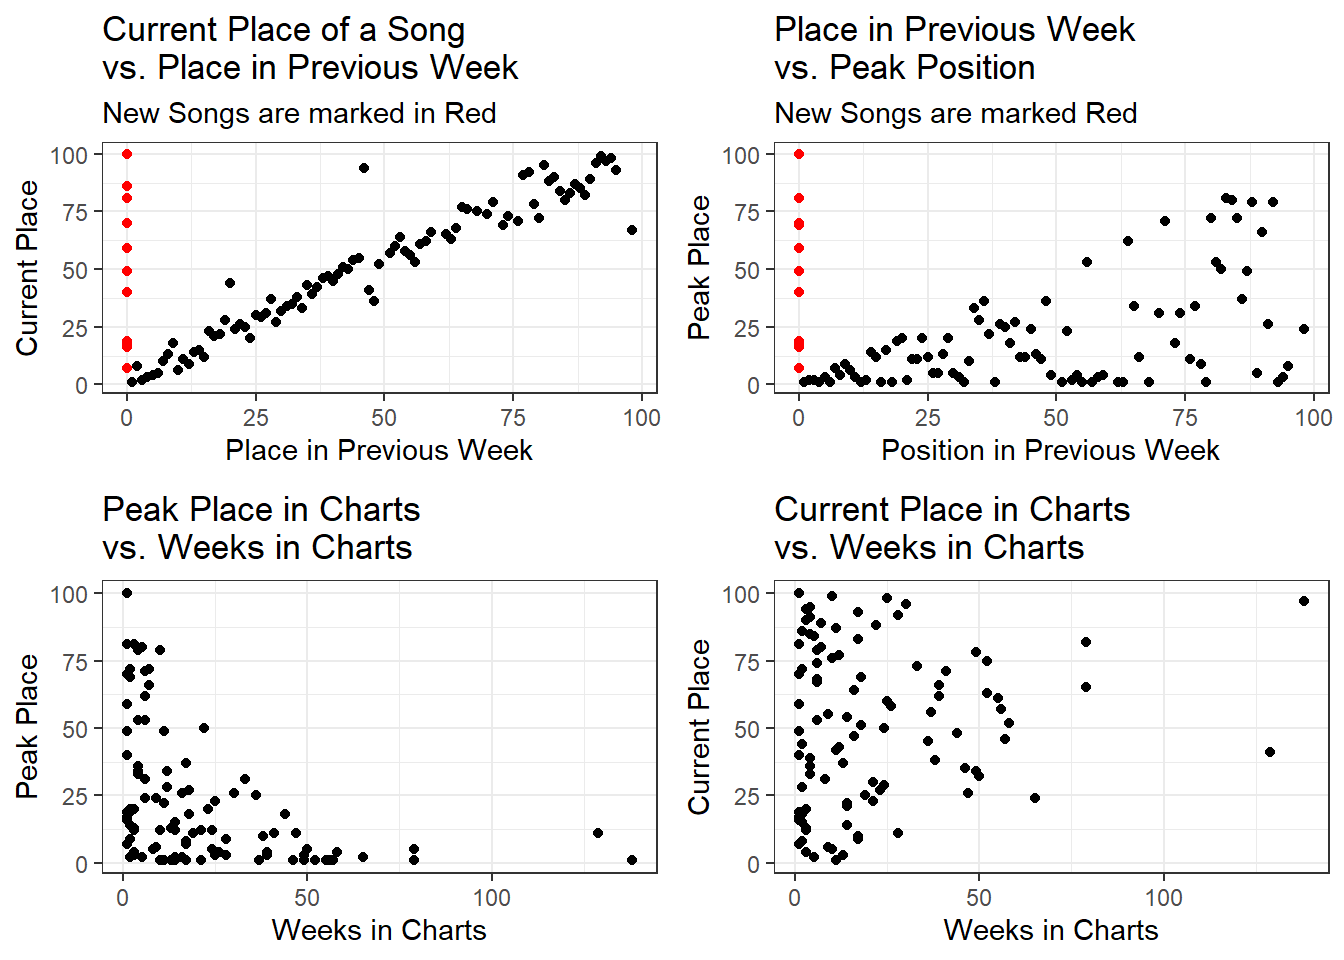 Current Place of a Song
vs. Place in Previous Week
New Songs are marked in Red
100
75
50
25
0
Current Place
0
25
50
75
100
Place in Previous Week
Place in Previous Week
vs. Peak Position
New Songs are marked Red
100
75
50
25
0
Peak Place
0
25
50
75
100
Position in Previous Week
Peak Place in Charts
vs. Weeks in Charts
100
75
50
25
0
Peak Place
0
50
100
Weeks in Charts
Current Place in Charts
vs. Weeks in Charts
100
75
50
25
0
Current Place
0
50
100
Weeks in Charts